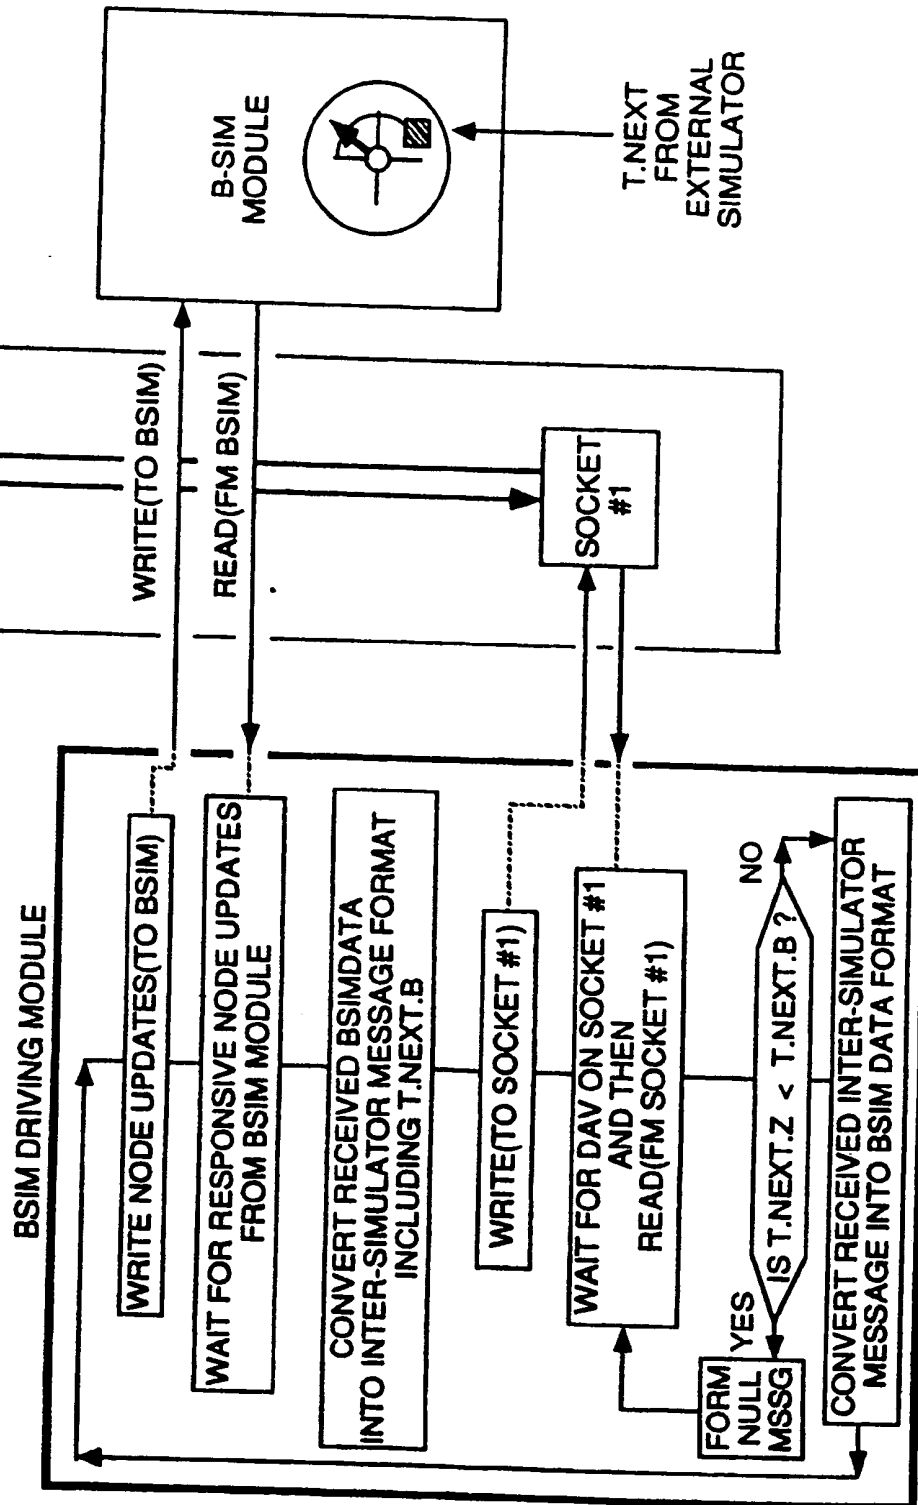 BSIM DRIVING MODULE
WRITE NODE UPDATES(TO BSIM)
WAIT FOR RESPONSIVE NODE UPDATES
FROM BSIM MODULE
CONVERT RECEIVED BSIMDATA
INTO INTER-SIMULATOR MESSAGE FORMAT
INCLUDING T.NEXT.B
WRITE(TO SOCKET #1)
WAIT FOR DAV ON SOCKET #1
AND THEN
READ(FM SOCKET #1)
IS T.NEXT.Z < T.NEXT.B ?
YES
NO
FORM
NULL
MSSG
CONVERT RECEIVED INTER-SIMULATOR
MESSAGE INTO BSIM DATA FORMAT
WRITE(TO BSIM)
READ(FM BSIM)
SOCKET
#1
B-SIM
MODULE
T.NEXT
FROM
EXTERNAL
SIMULATOR